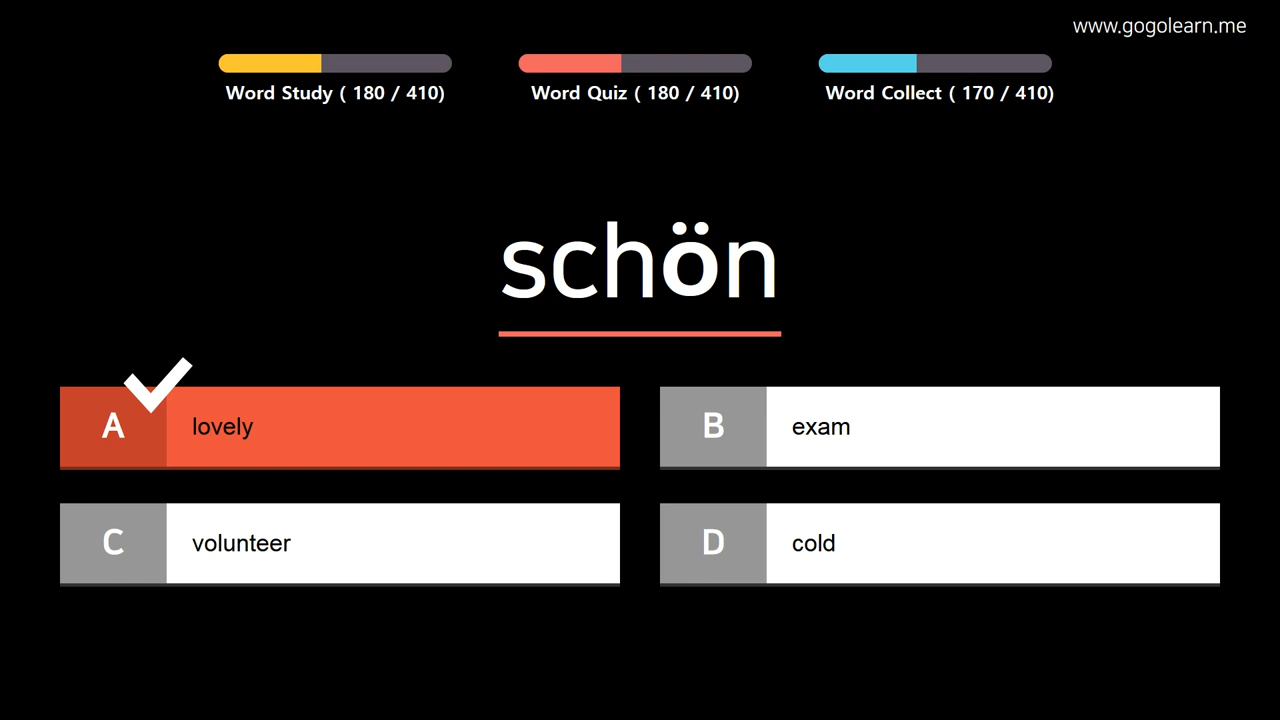 www.gogolearn.me
Word Study ( 180 / 410)
Word Quiz ( 180 / 410)
Word Collect ( 170 / 410)
schön
A
lovely
B
exam
C
volunteer
D
cold